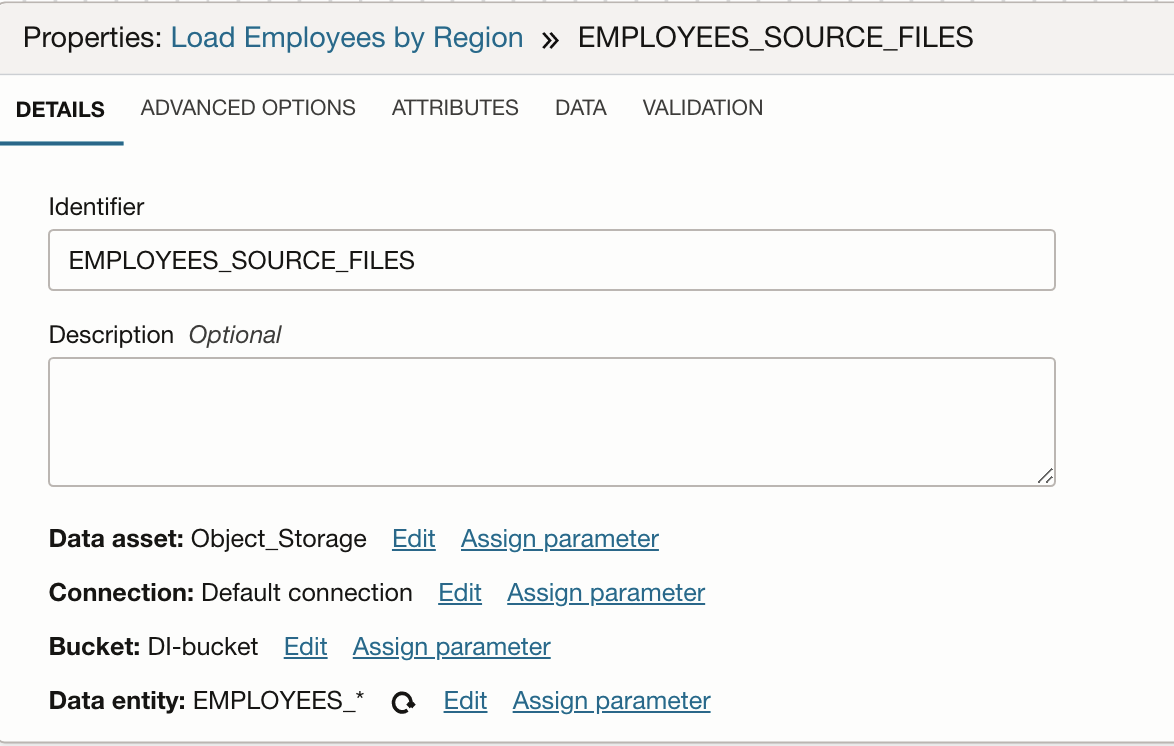 Properties: Load Employees by Region » EMPLOYEES_SOURCE_FILES
DETAILS ADVANCED OPTIONS ATTRIBUTES DATA VALIDATION
Identifier
EMPLOYEES_SOURCE_FILES
Description Optional
Data asset: Object_Storage Edit Assign parameter
Connection: Default connection Edit Assign parameter
Bucket: DI-bucket Edit Assign parameter
Data entity: EMPLOYEES_* Edit Assign parameter